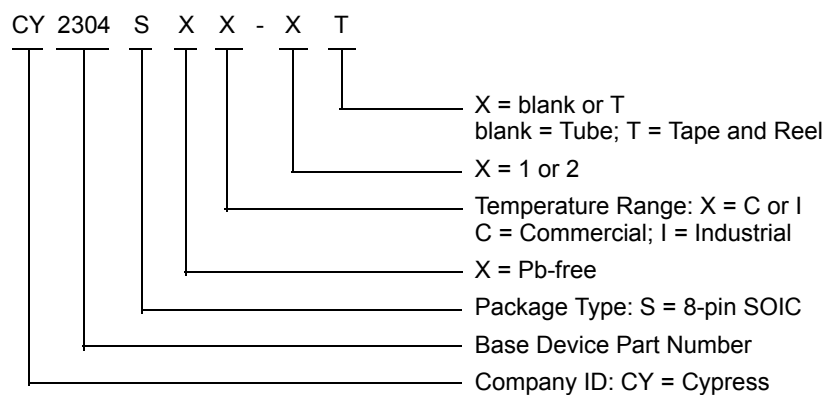 CY 2304 S X X - X T
X = blank or T
blank = Tube; T = Tape and Reel
X = 1 or 2
Temperature Range: X = C or I
C = Commercial; I = Industrial
X = Pb-free
Package Type: S = 8-pin SOIC
Base Device Part Number
Company ID: CY = Cypress